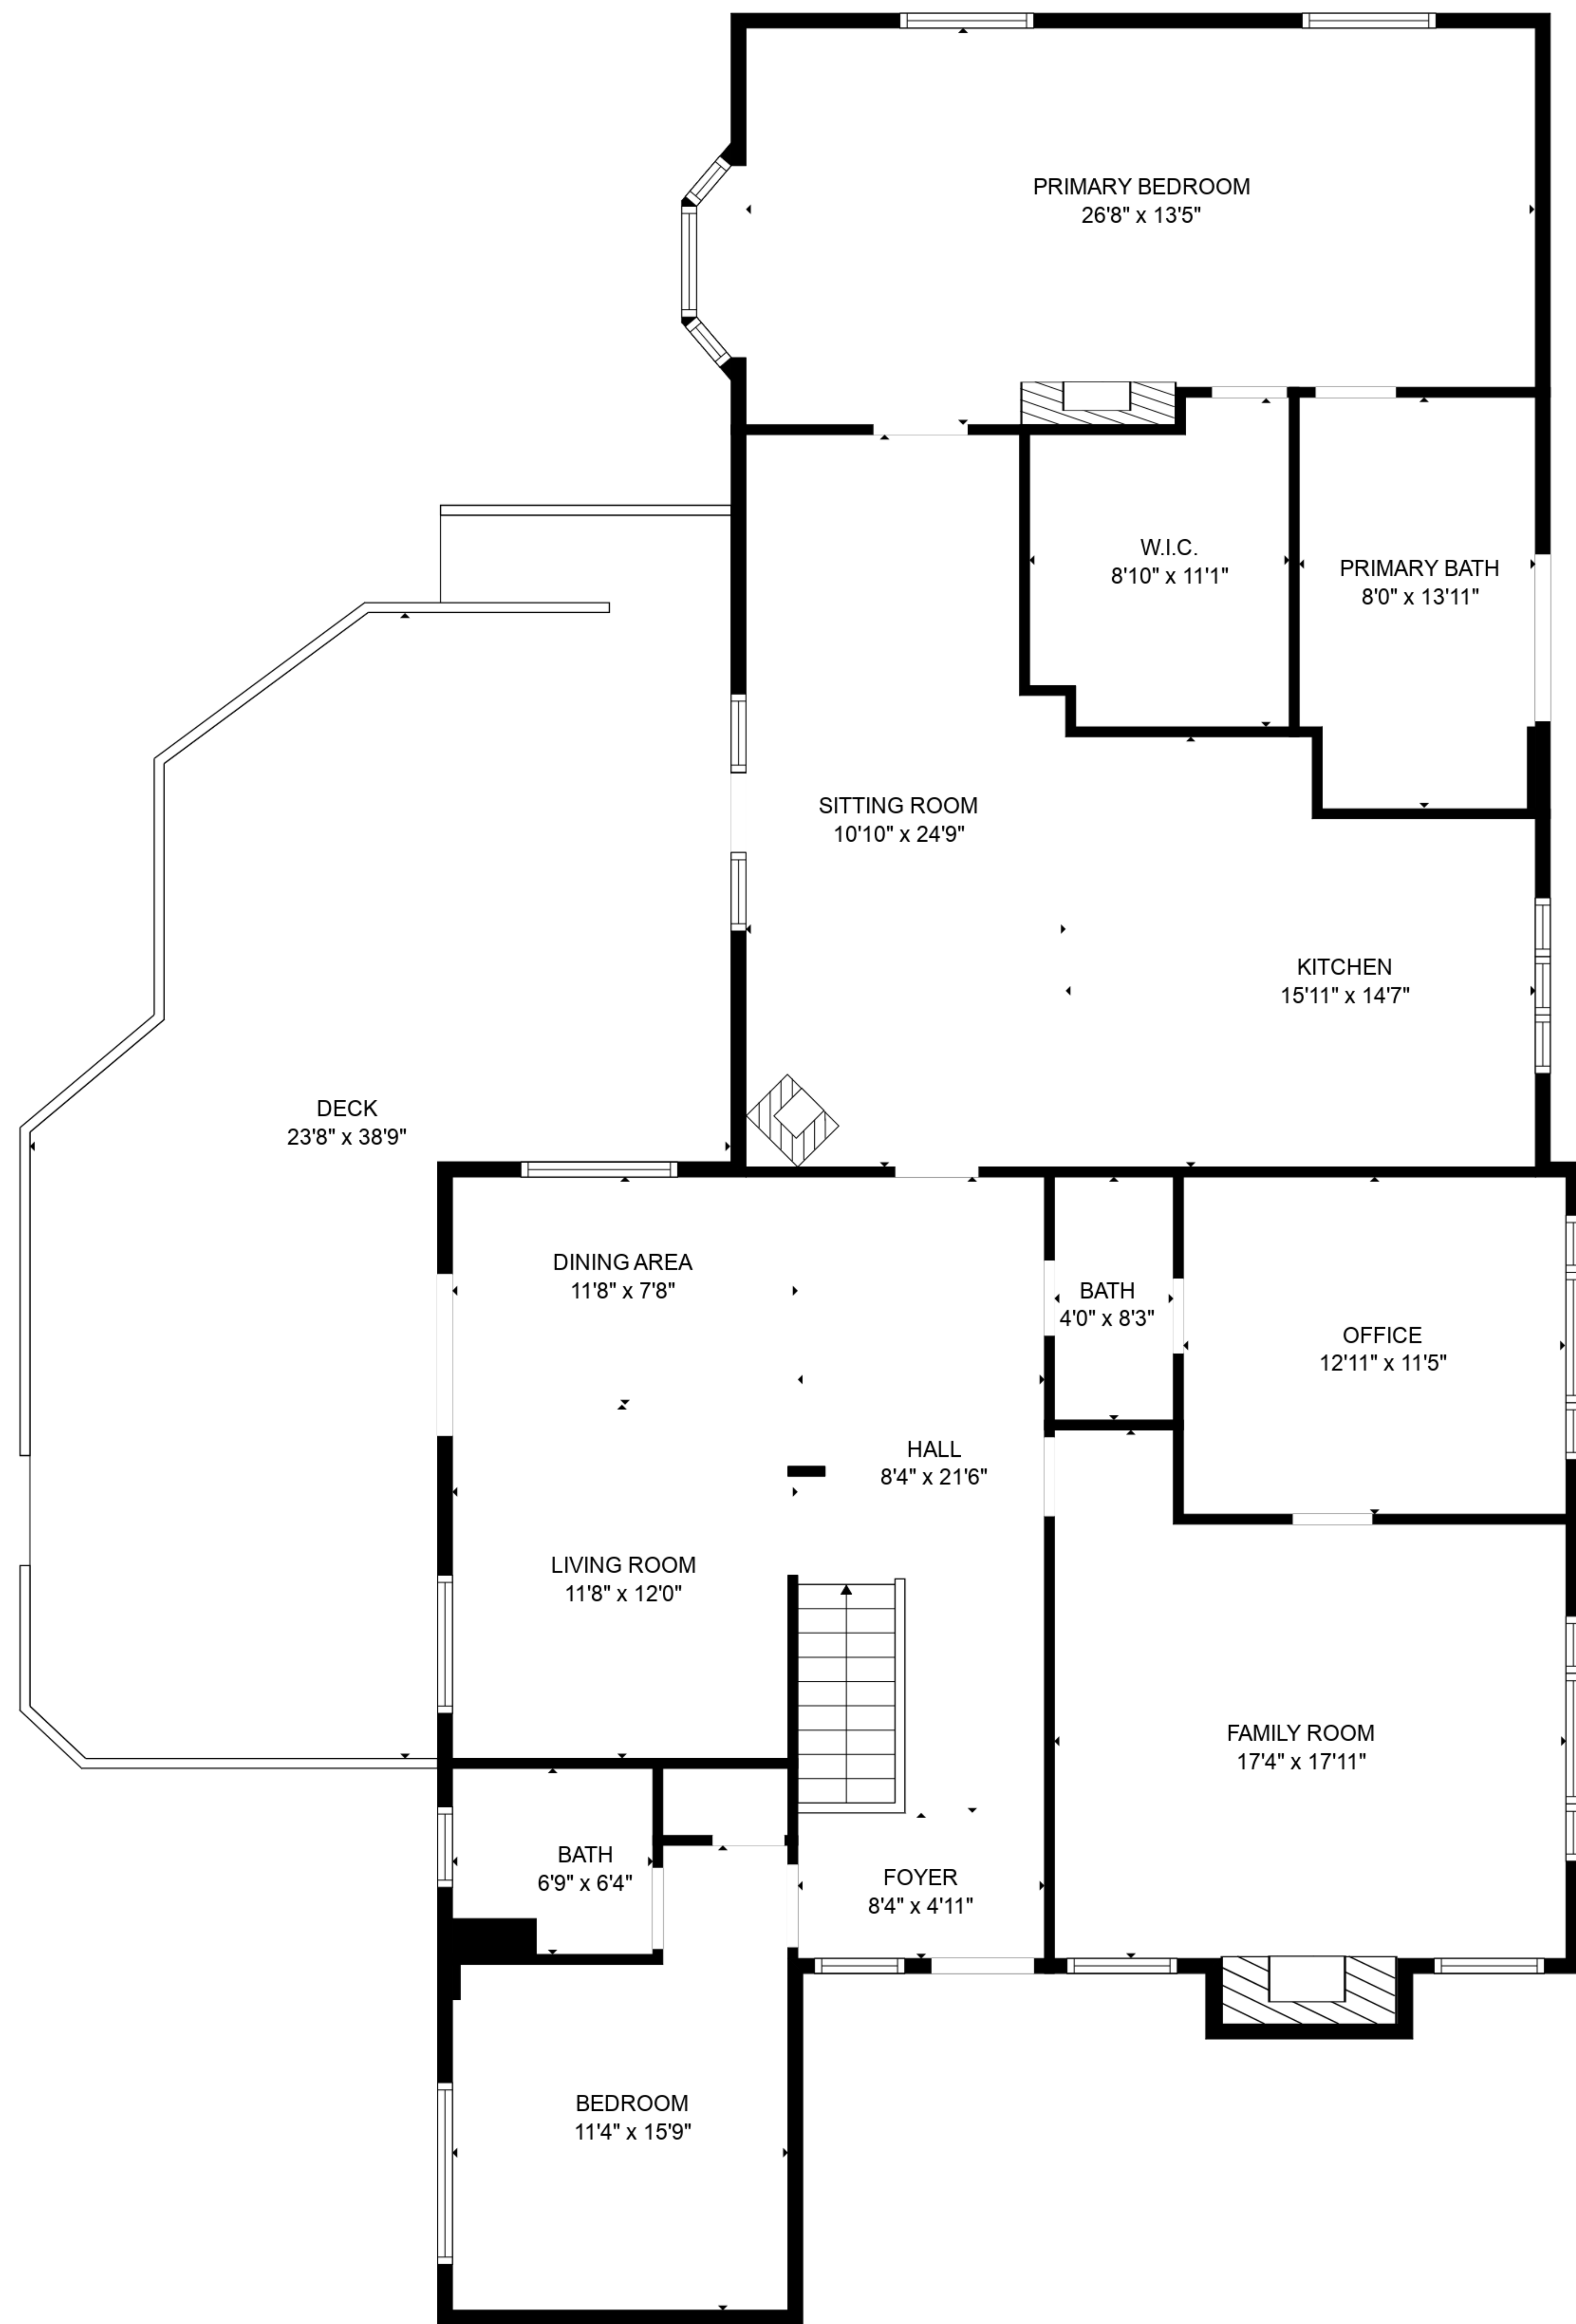 PRIMARY BEDROOM
26'8" x 13'5"
W.I.C.
8'10" x 11'1"
PRIMARY BATH
8'0" x 13'11"
SITTING ROOM
10'10" x 24'9"
KITCHEN
15'11" x 14'7"
DECK
23'8" x 38'9"
DINING AREA
11'8" x 7'8"
BATH
4'0" x 8'3"
OFFICE
12'11" x 11'5"
HALL
8'4" x 21'6"
LIVING ROOM
11'8" x 12'0"
FAMILY ROOM
17'4" x 17'11"
BATH
6'9" x 6'4"
FOYER
8'4" x 4'11"
BEDROOM
11'4" x 15'9"